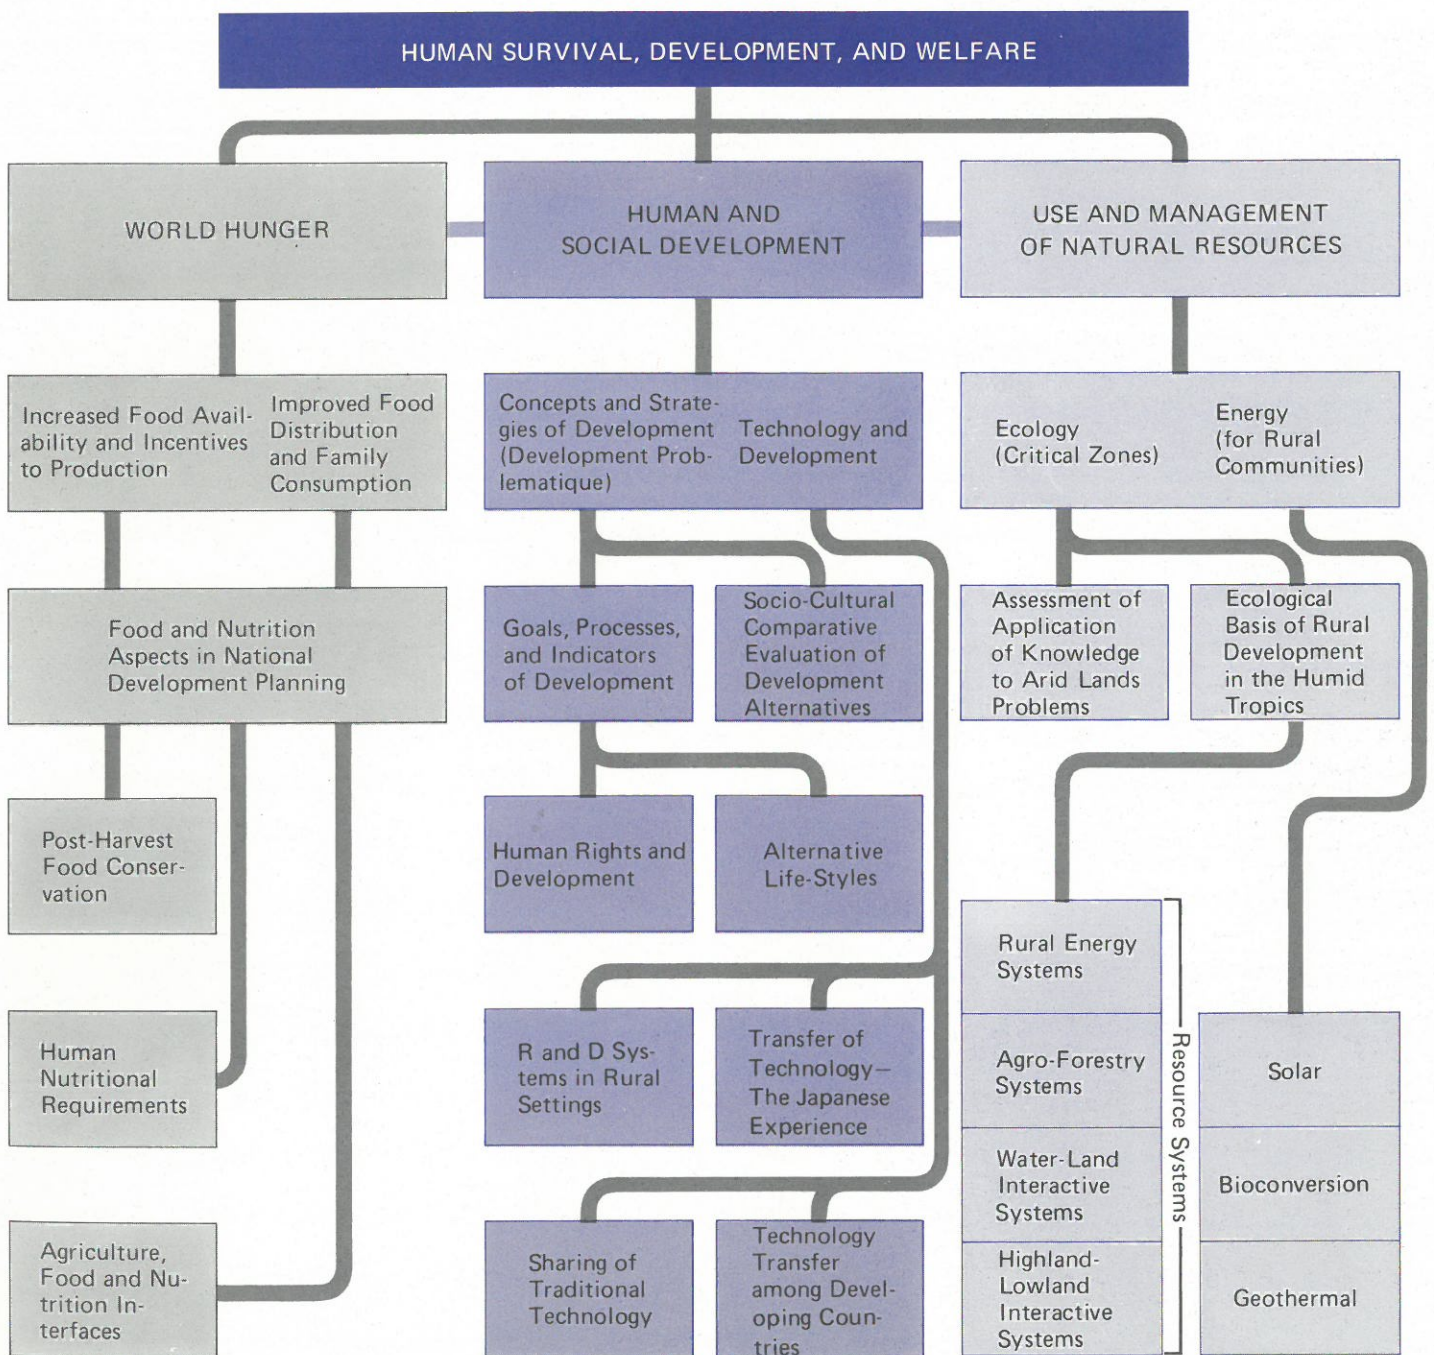 HUMAN SURVIVAL, DEVELOPMENT, AND WELFARE
WORLD HUNGER
HUMAN AND
SOCIAL DEVELOPMENT
USE AND MANAGEMENT
OF NATURAL RESOURCES
Increased Food Avail-
ability and Incentives
to Production
Improved Food
Distribution
and Family
Consumption
Concepts and Strate-
gies of Development
(Development Prob-
lematique)
Technology and
Development
Ecology
(Critical Zones)
Energy
(for Rural
Communities)
Food and Nutrition
Aspects in National
Development Planning
Goals, Processes,
and Indicators
of Development
Socio-Cultural
Comparative
Evaluation of
Development
Alternatives
Assessment of
Application
of Knowledge
to Arid Lands
Problems
Ecological
Basis of Rural
Development
in the Humid
Tropics
Post-Harvest
Food Conser-
vation
Human Rights and
Development
Alternative
Life-Styles
Rural Energy
Systems
Human
Nutritional
Requirements
R and D Sys-
tems in Rural
Settings
Transfer of
Technology—
The Japanese
Experience
Agro-Forestry
Systems
Resource Systems
Solar
Water-Land
Interactive
Systems
Bioconversion
Agriculture,
Food and Nu-
trition In-
terfaces
Sharing of
Traditional
Technology
Technology
Transfer
among Devel-
oping Coun-
tries
Highland-
Lowland
Interactive
Systems
Geothermal